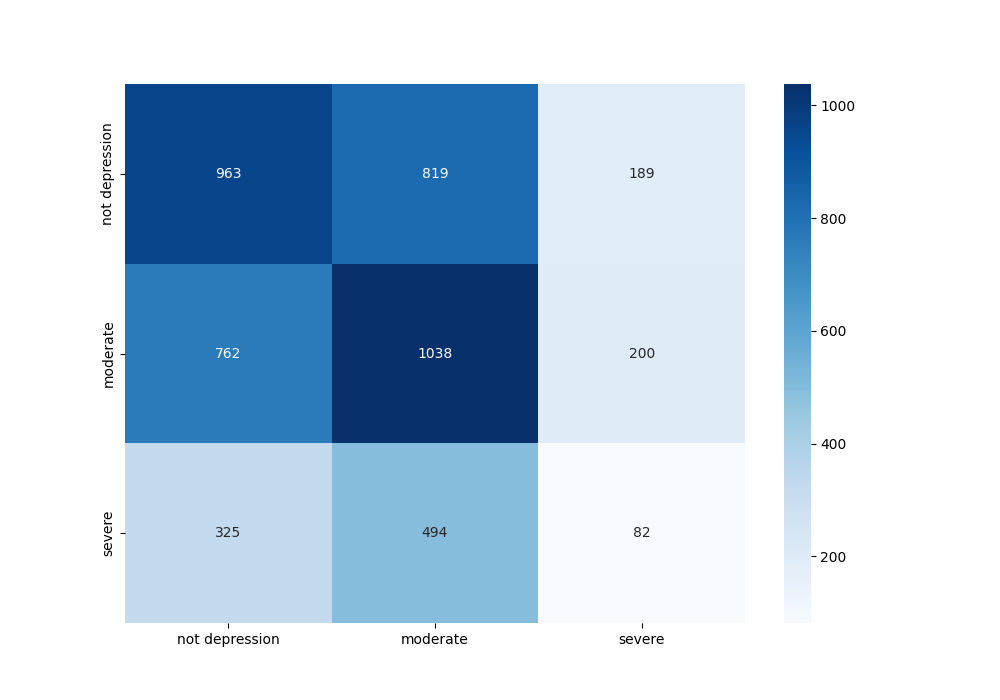 not depression
963 819 189
moderate
762 1038 200
severe
325 494 82
not depression moderate severe
1000
800
600
400
200